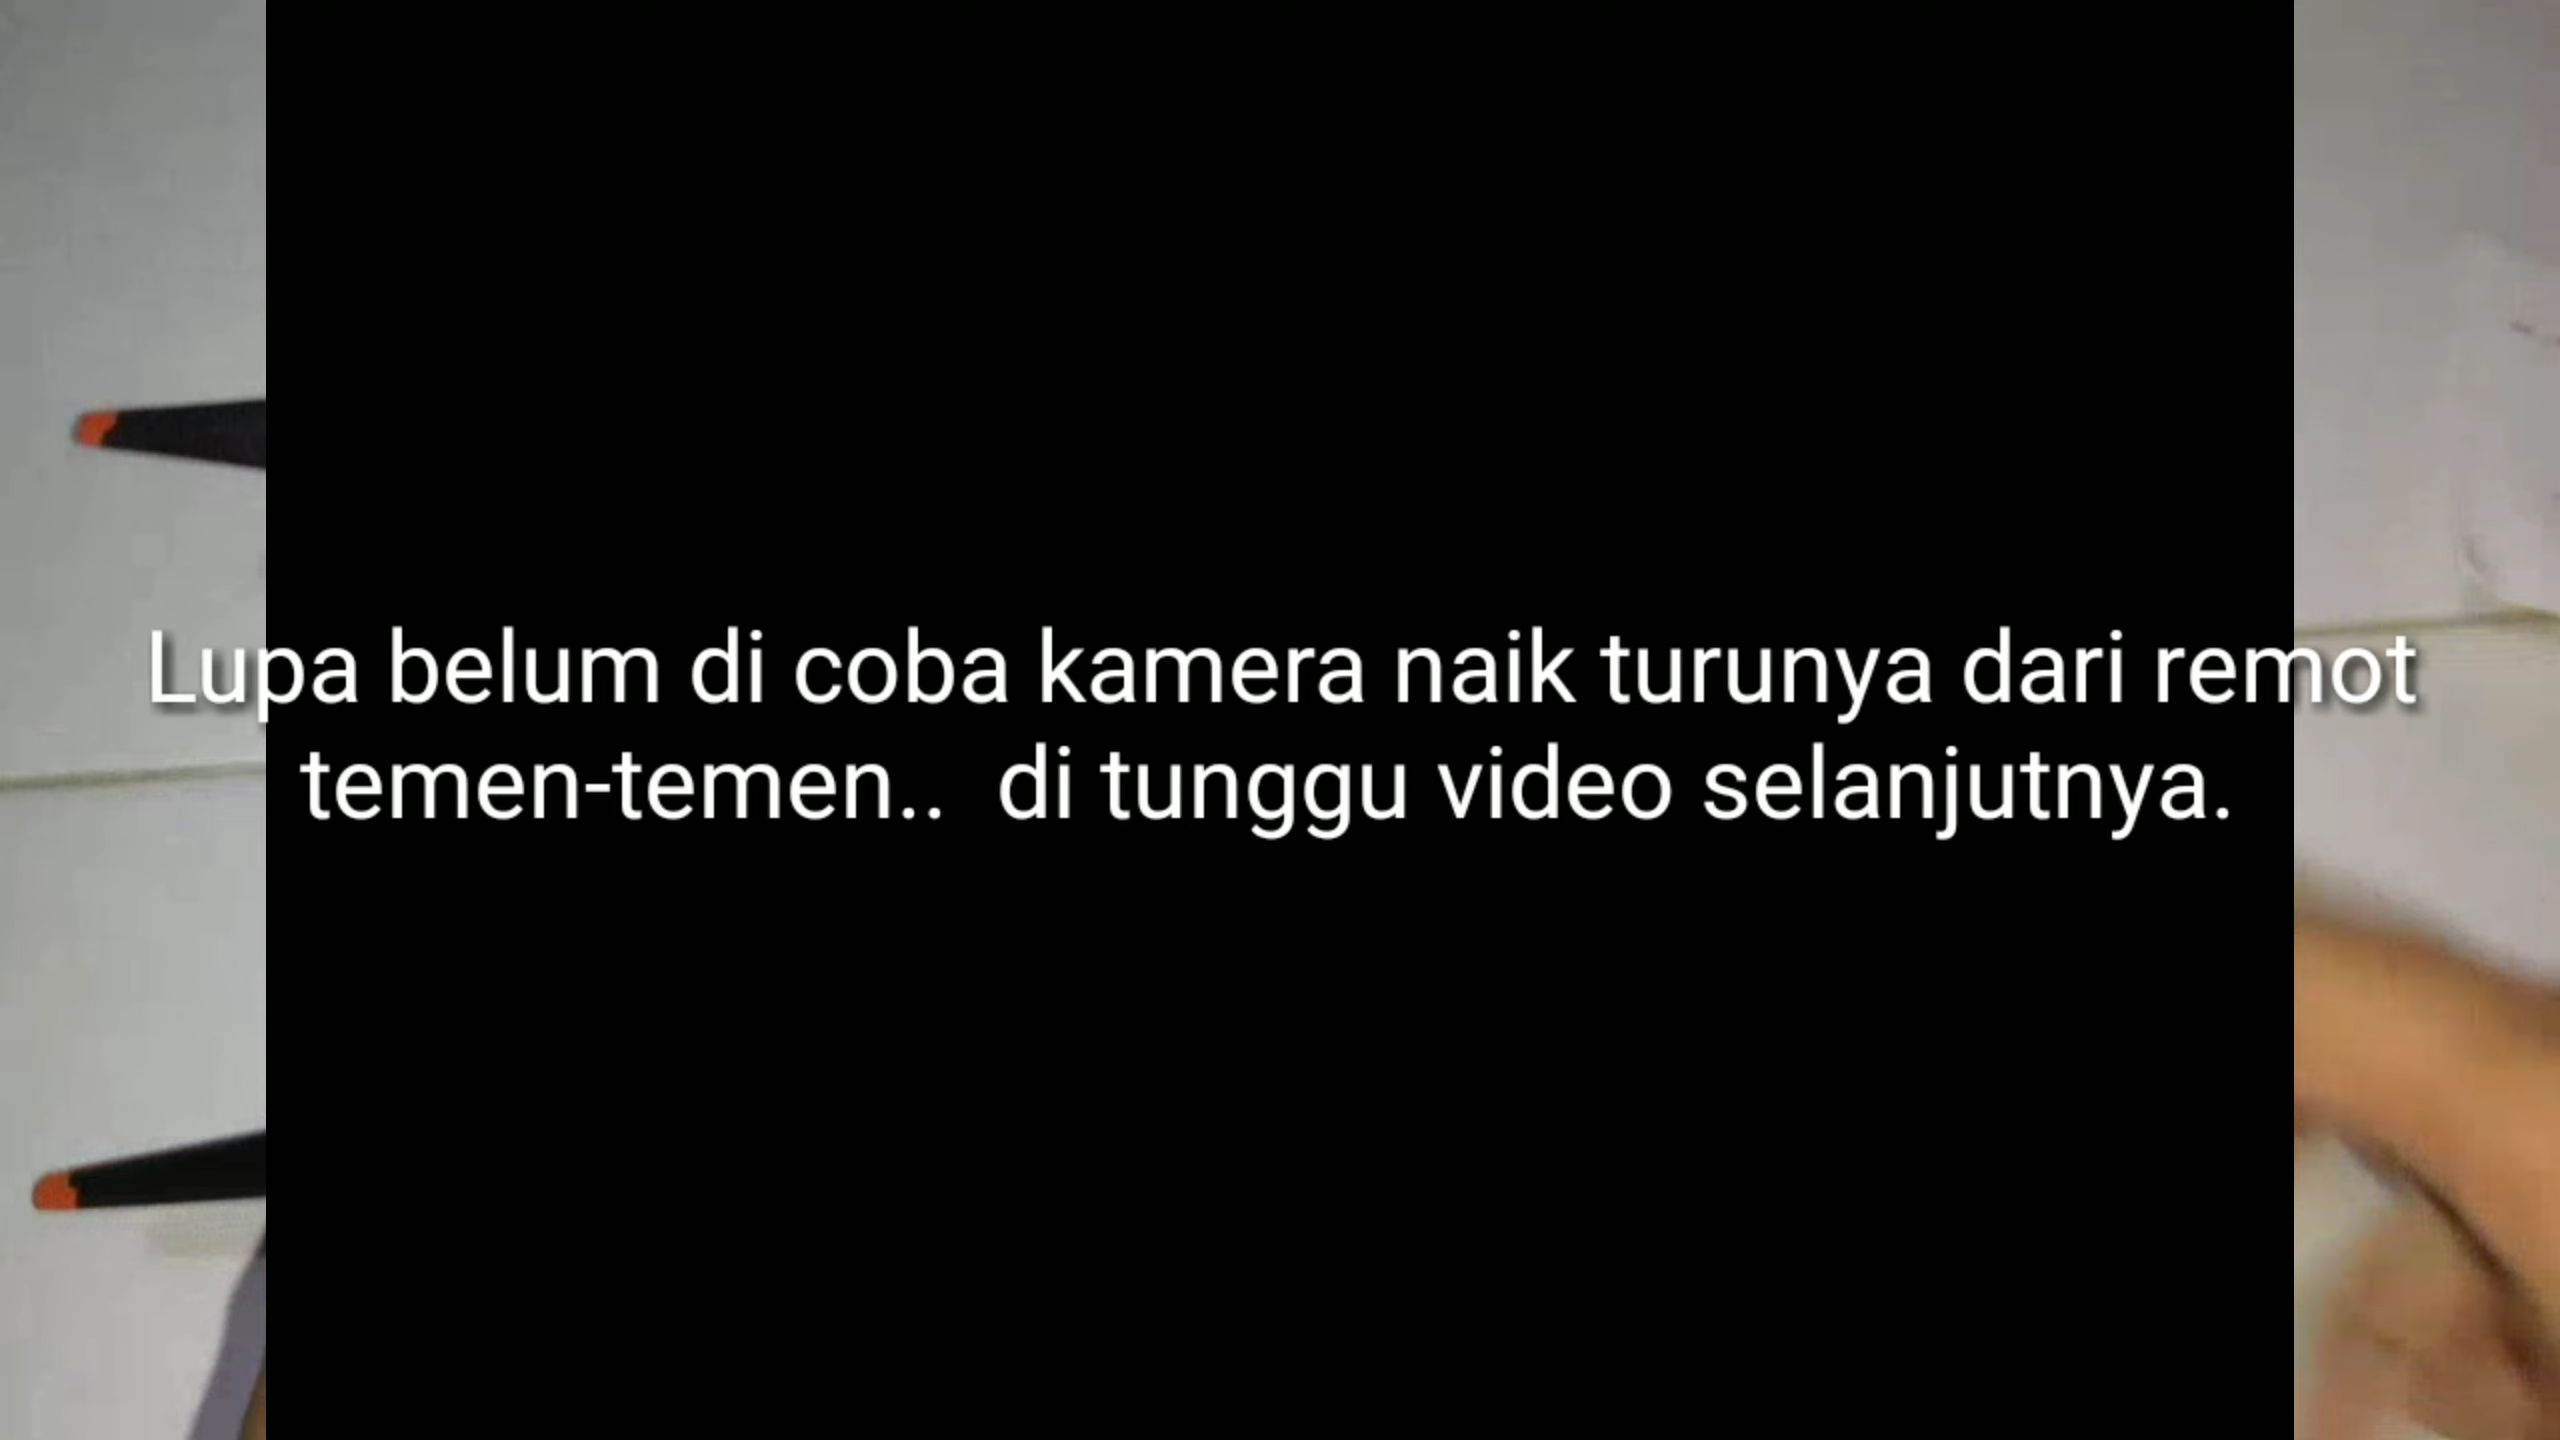 Lupa belum di coba kamera naik turunya dari remot
temen-temen..  di tunggu video selanjutnya.